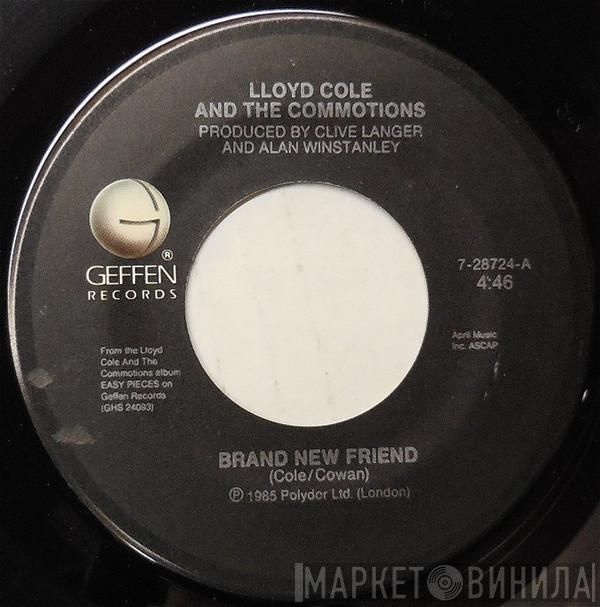 LLOYD COLE
AND THE COMMOTIONS
PRODUCED BY CLIVE LANGER
AND ALAN WINSTANLEY
®
GEFFEN
RECORDS
7-28724-A
4:46
April Music
Inc. ASCAP
From the Lloyd
Cole And The
Commotions album
EASY PIECES on
Geffen Records
(GHS 24093)
BRAND NEW FRIEND
(Cole/Cowan)
℗ 1985 Polydor Ltd. (London)
МАРКЕТ ВИНИЛА